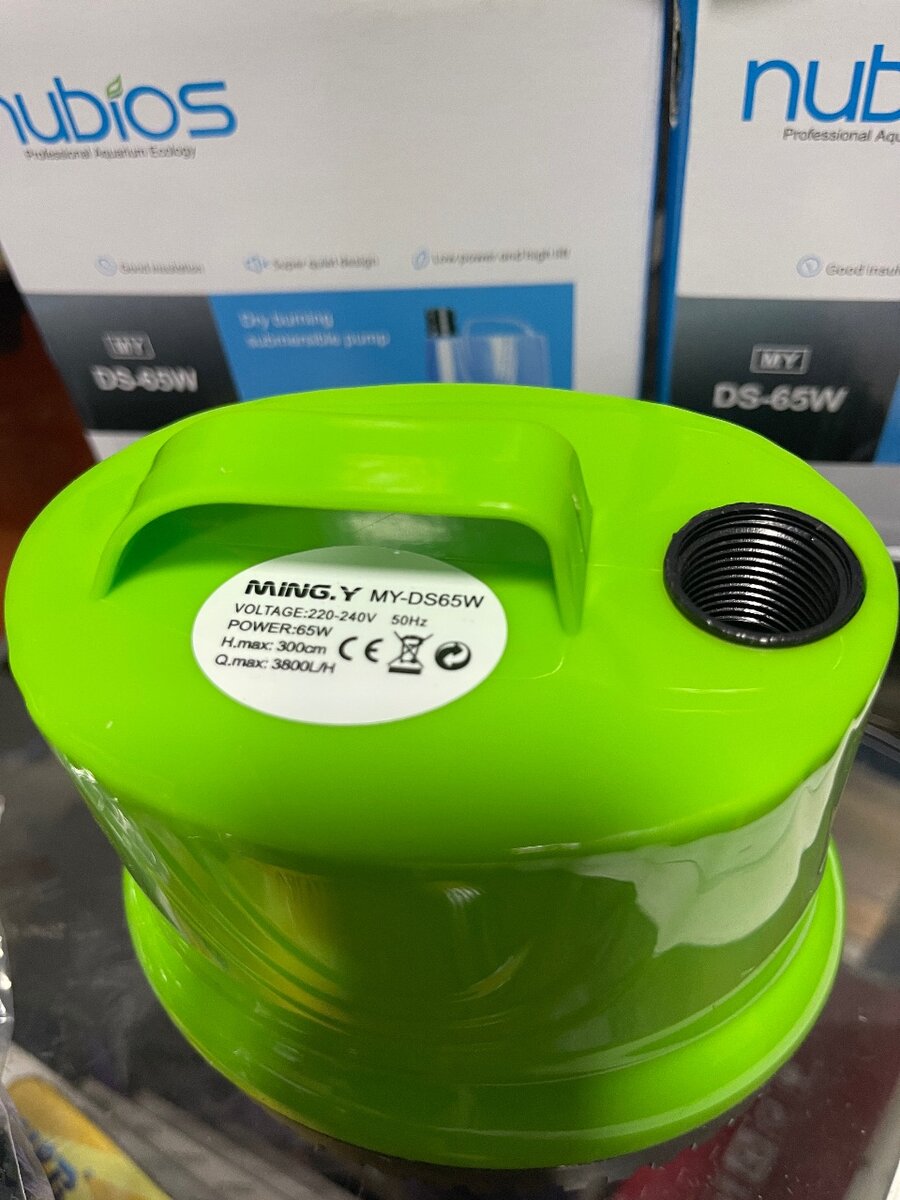 nubios
Professional Aquarium Ecology
Good insulation
Super quiet design
Low power and high lift
MY
DS-65W
Dry burning
submersible pump
nub
Professional Aqu
Good insul
MY
DS-65W
MING.Y MY-DS65W
VOLTAGE:220-240V 50Hz
POWER:65W
H.max: 300cm
Q.max: 3800L/H
CE